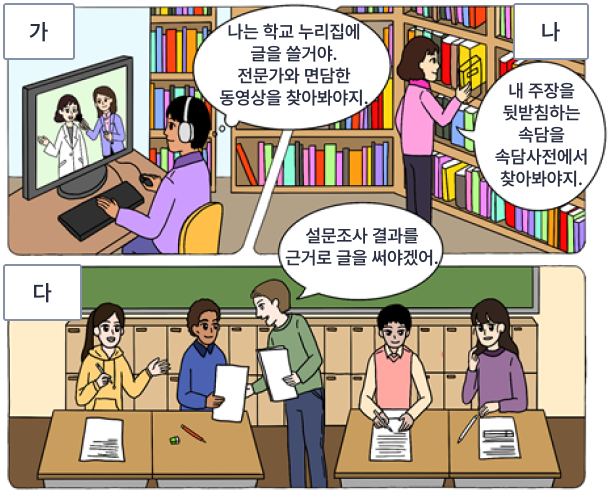 가
나는 학교 누리집에
글을 쓸거야.
전문가와 면담한
동영상을 찾아봐야지.
나
내 주장을
뒷받침하는
속담을
속담사전에서
찾아봐야지.
다
설문조사 결과를
근거로 글을 써야겠어.